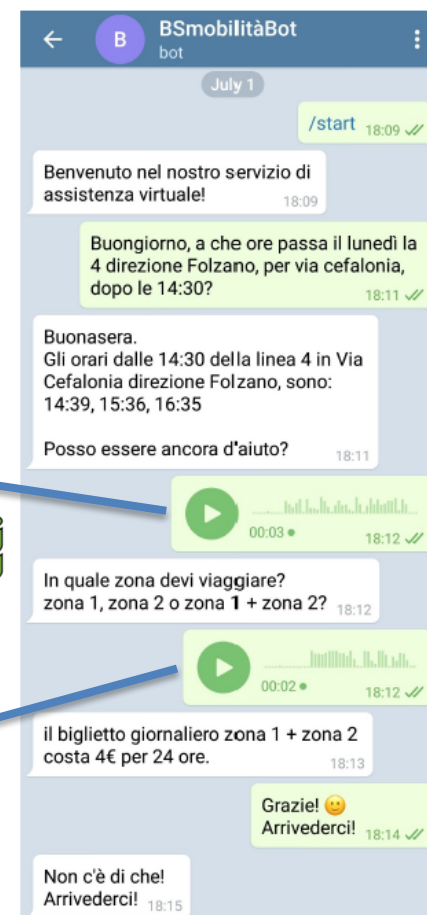 BSmobilitàBot
B
bot
July 1
/start 18:09
Benvenuto nel nostro servizio di
assistenza virtuale! 18:09
Buongiorno, a che ore passa il lunedì la
4 direzione Folzano, per via cefalonia,
dopo le 14:30?
18:11
Buonasera.
Gli orari dalle 14:30 della linea 4 in Via
Cefalonia direzione Folzano, sono:
14:39, 15:36, 16:35
Posso essere ancora d'aiuto? 18:11
00:03 18:12
In quale zona devi viaggiare?
zona 1, zona 2 o zona 1 + zona 2? 18:12
00:02 18:12
il biglietto giornaliero zona 1 + zona 2
costa 4€ per 24 ore. 18:13
Grazie! 🙂
Arrivederci! 18:14
Non c'è di che!
Arrivederci! 18:15